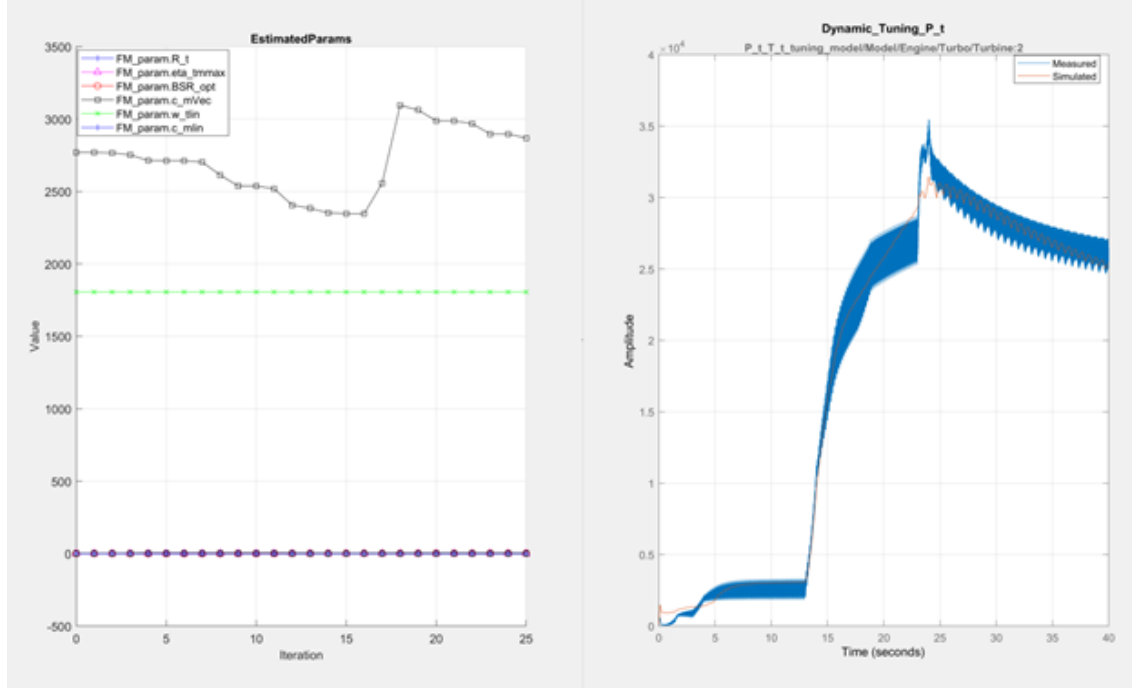 EstimatedParams
3500
3000
2500
2000
1500
1000
500
0
-500
Value
FM_param.R_t
FM_param.eta_tmmax
FM_param.BSR_opt
FM_param.c_mVec
FM_param.w_tlin
FM_param.c_mlin
0 5 10 15 20 25
Iteration
Dynamic_Tuning_P_t
P_t_T_t_tuning_model/Model/Engine/Turbo/Turbine:2
×10⁴
4
3.5
3
2.5
2
1.5
1
0.5
0
Amplitude
Measured
Simulated
0 5 10 15 20 25 30 35 40
Time (seconds)